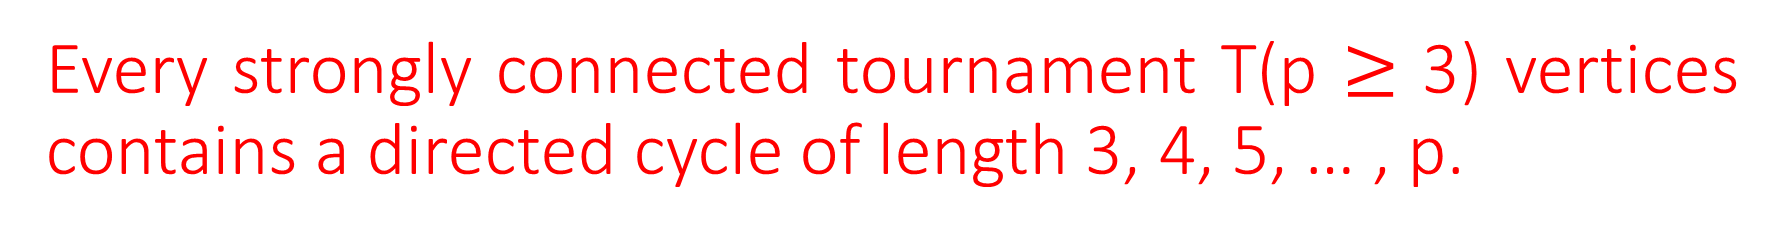 Every strongly connected tournament T(p ≥ 3) vertices
contains a directed cycle of length 3, 4, 5, ... , p.